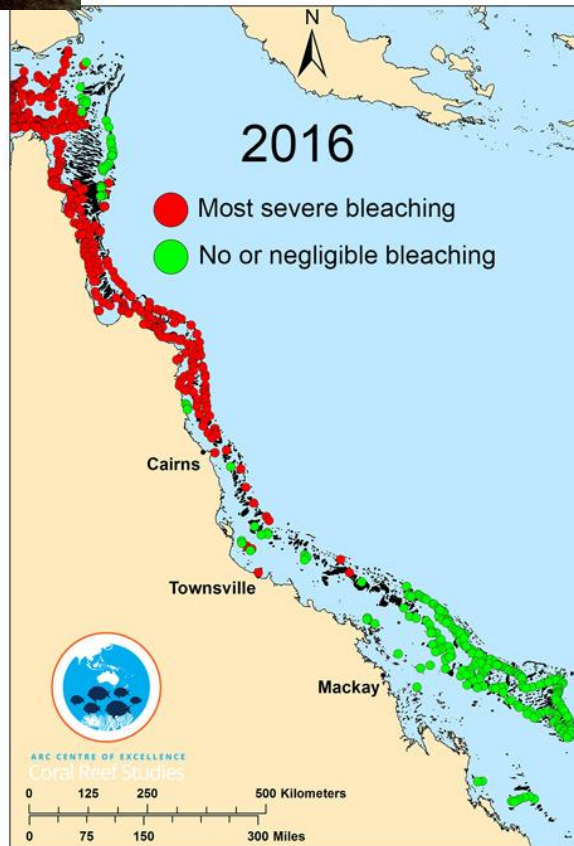 N
2016
Most severe bleaching
No or negligible bleaching
Cairns
Townsville
Mackay
ARC CENTRE OF EXCELLENCE
Coral Reef Studies
0 125 250 500 Kilometers
0 75 150 300 Miles